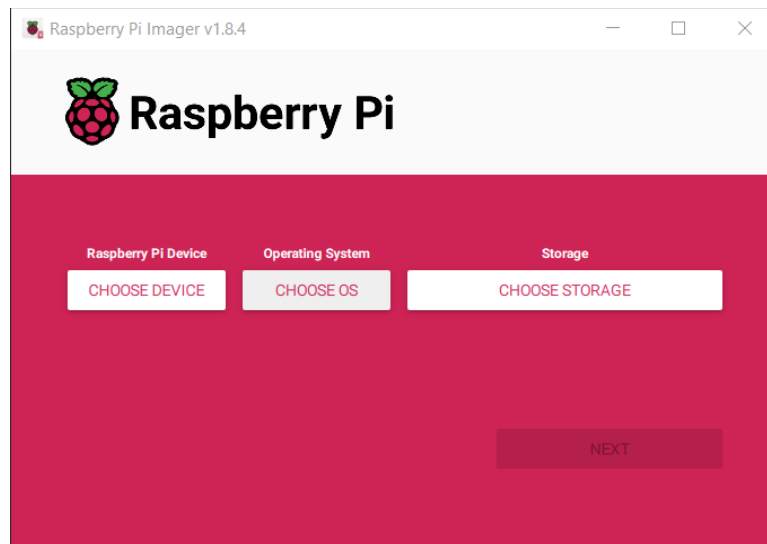 Raspberry Pi Imager v1.8.4
Raspberry Pi
Raspberry Pi Device Operating System Storage
CHOOSE DEVICE CHOOSE OS CHOOSE STORAGE
NEXT